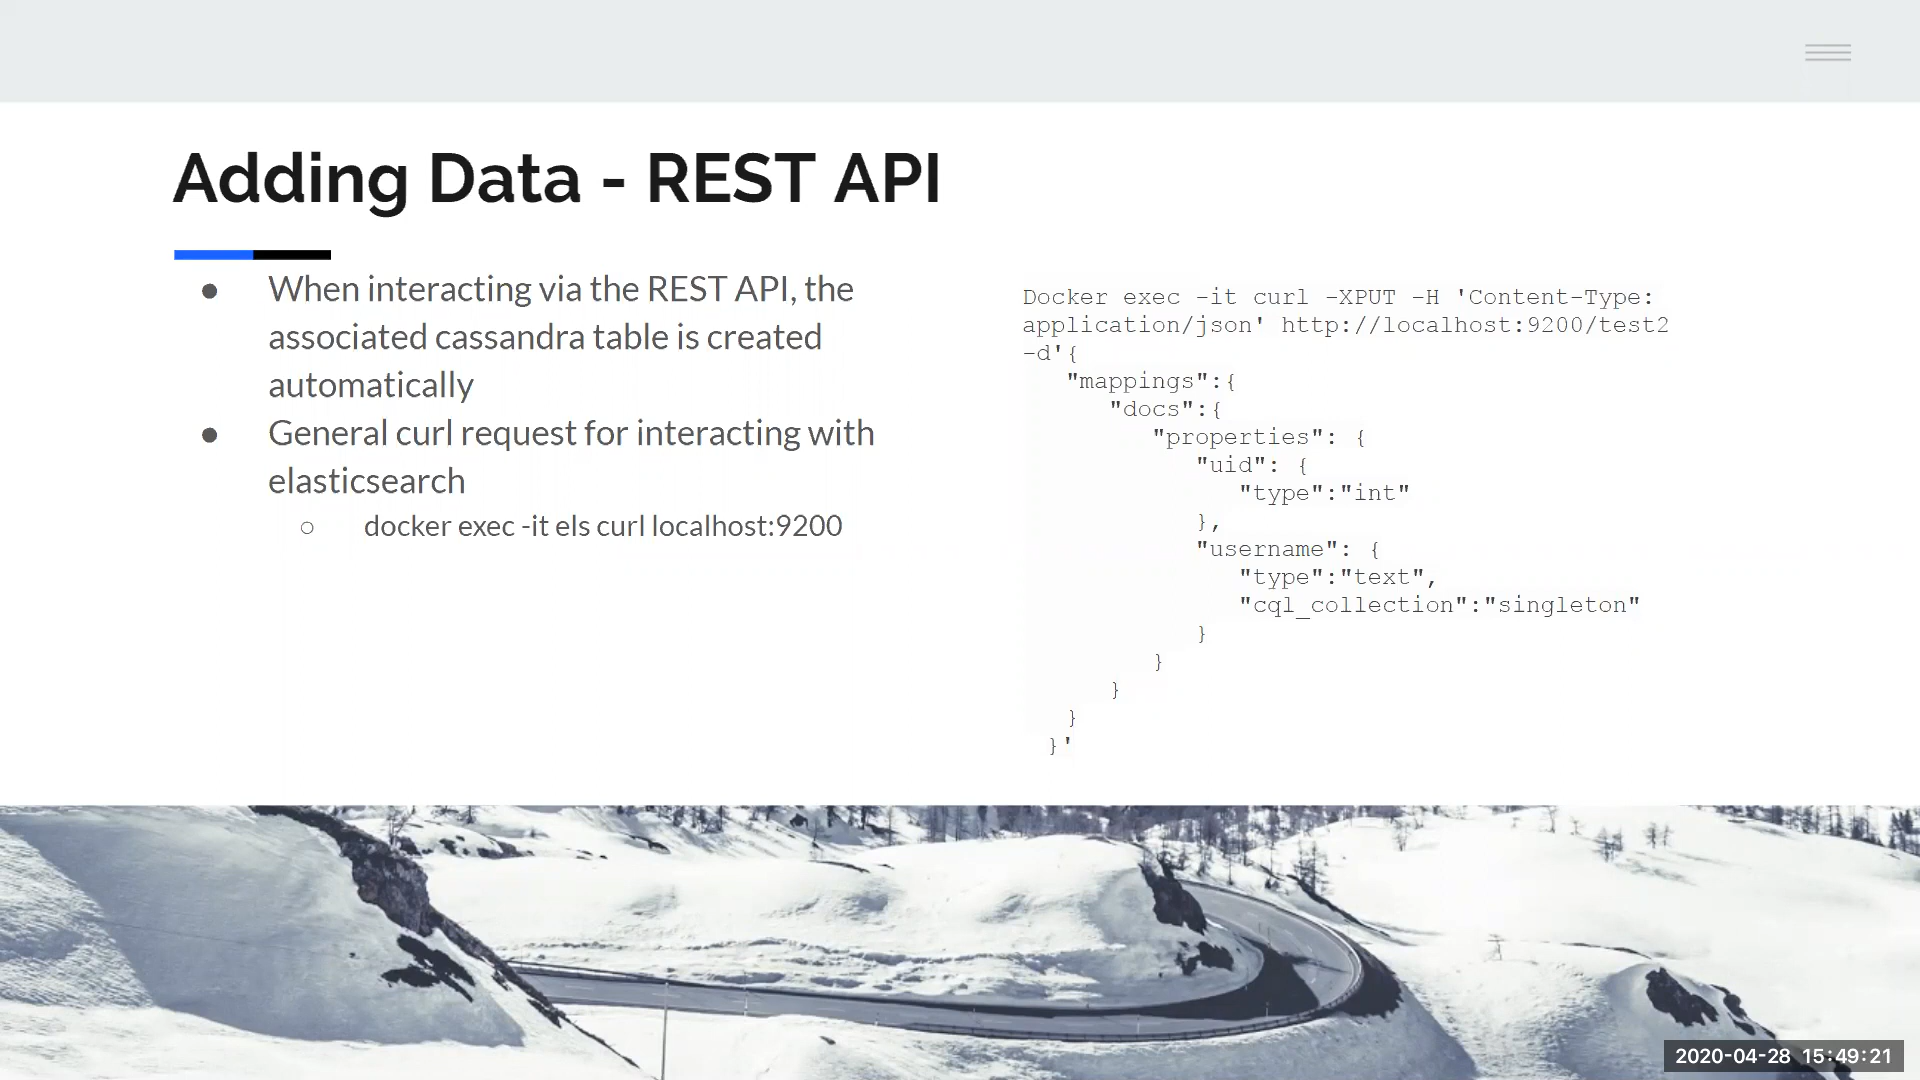 Adding Data - REST API
● When interacting via the REST API, the
associated cassandra table is created
automatically
● General curl request for interacting with
elasticsearch
○ docker exec -it els curl localhost:9200
Docker exec -it curl -XPUT -H 'Content-Type:
application/json' http://localhost:9200/test2
-d'{
"mappings":{
"docs":{
"properties": {
"uid": {
"type":"int"
},
"username": {
"type":"text",
"cql_collection":"singleton"
}
}
}
}
}'
2020-04-28 15:49:21